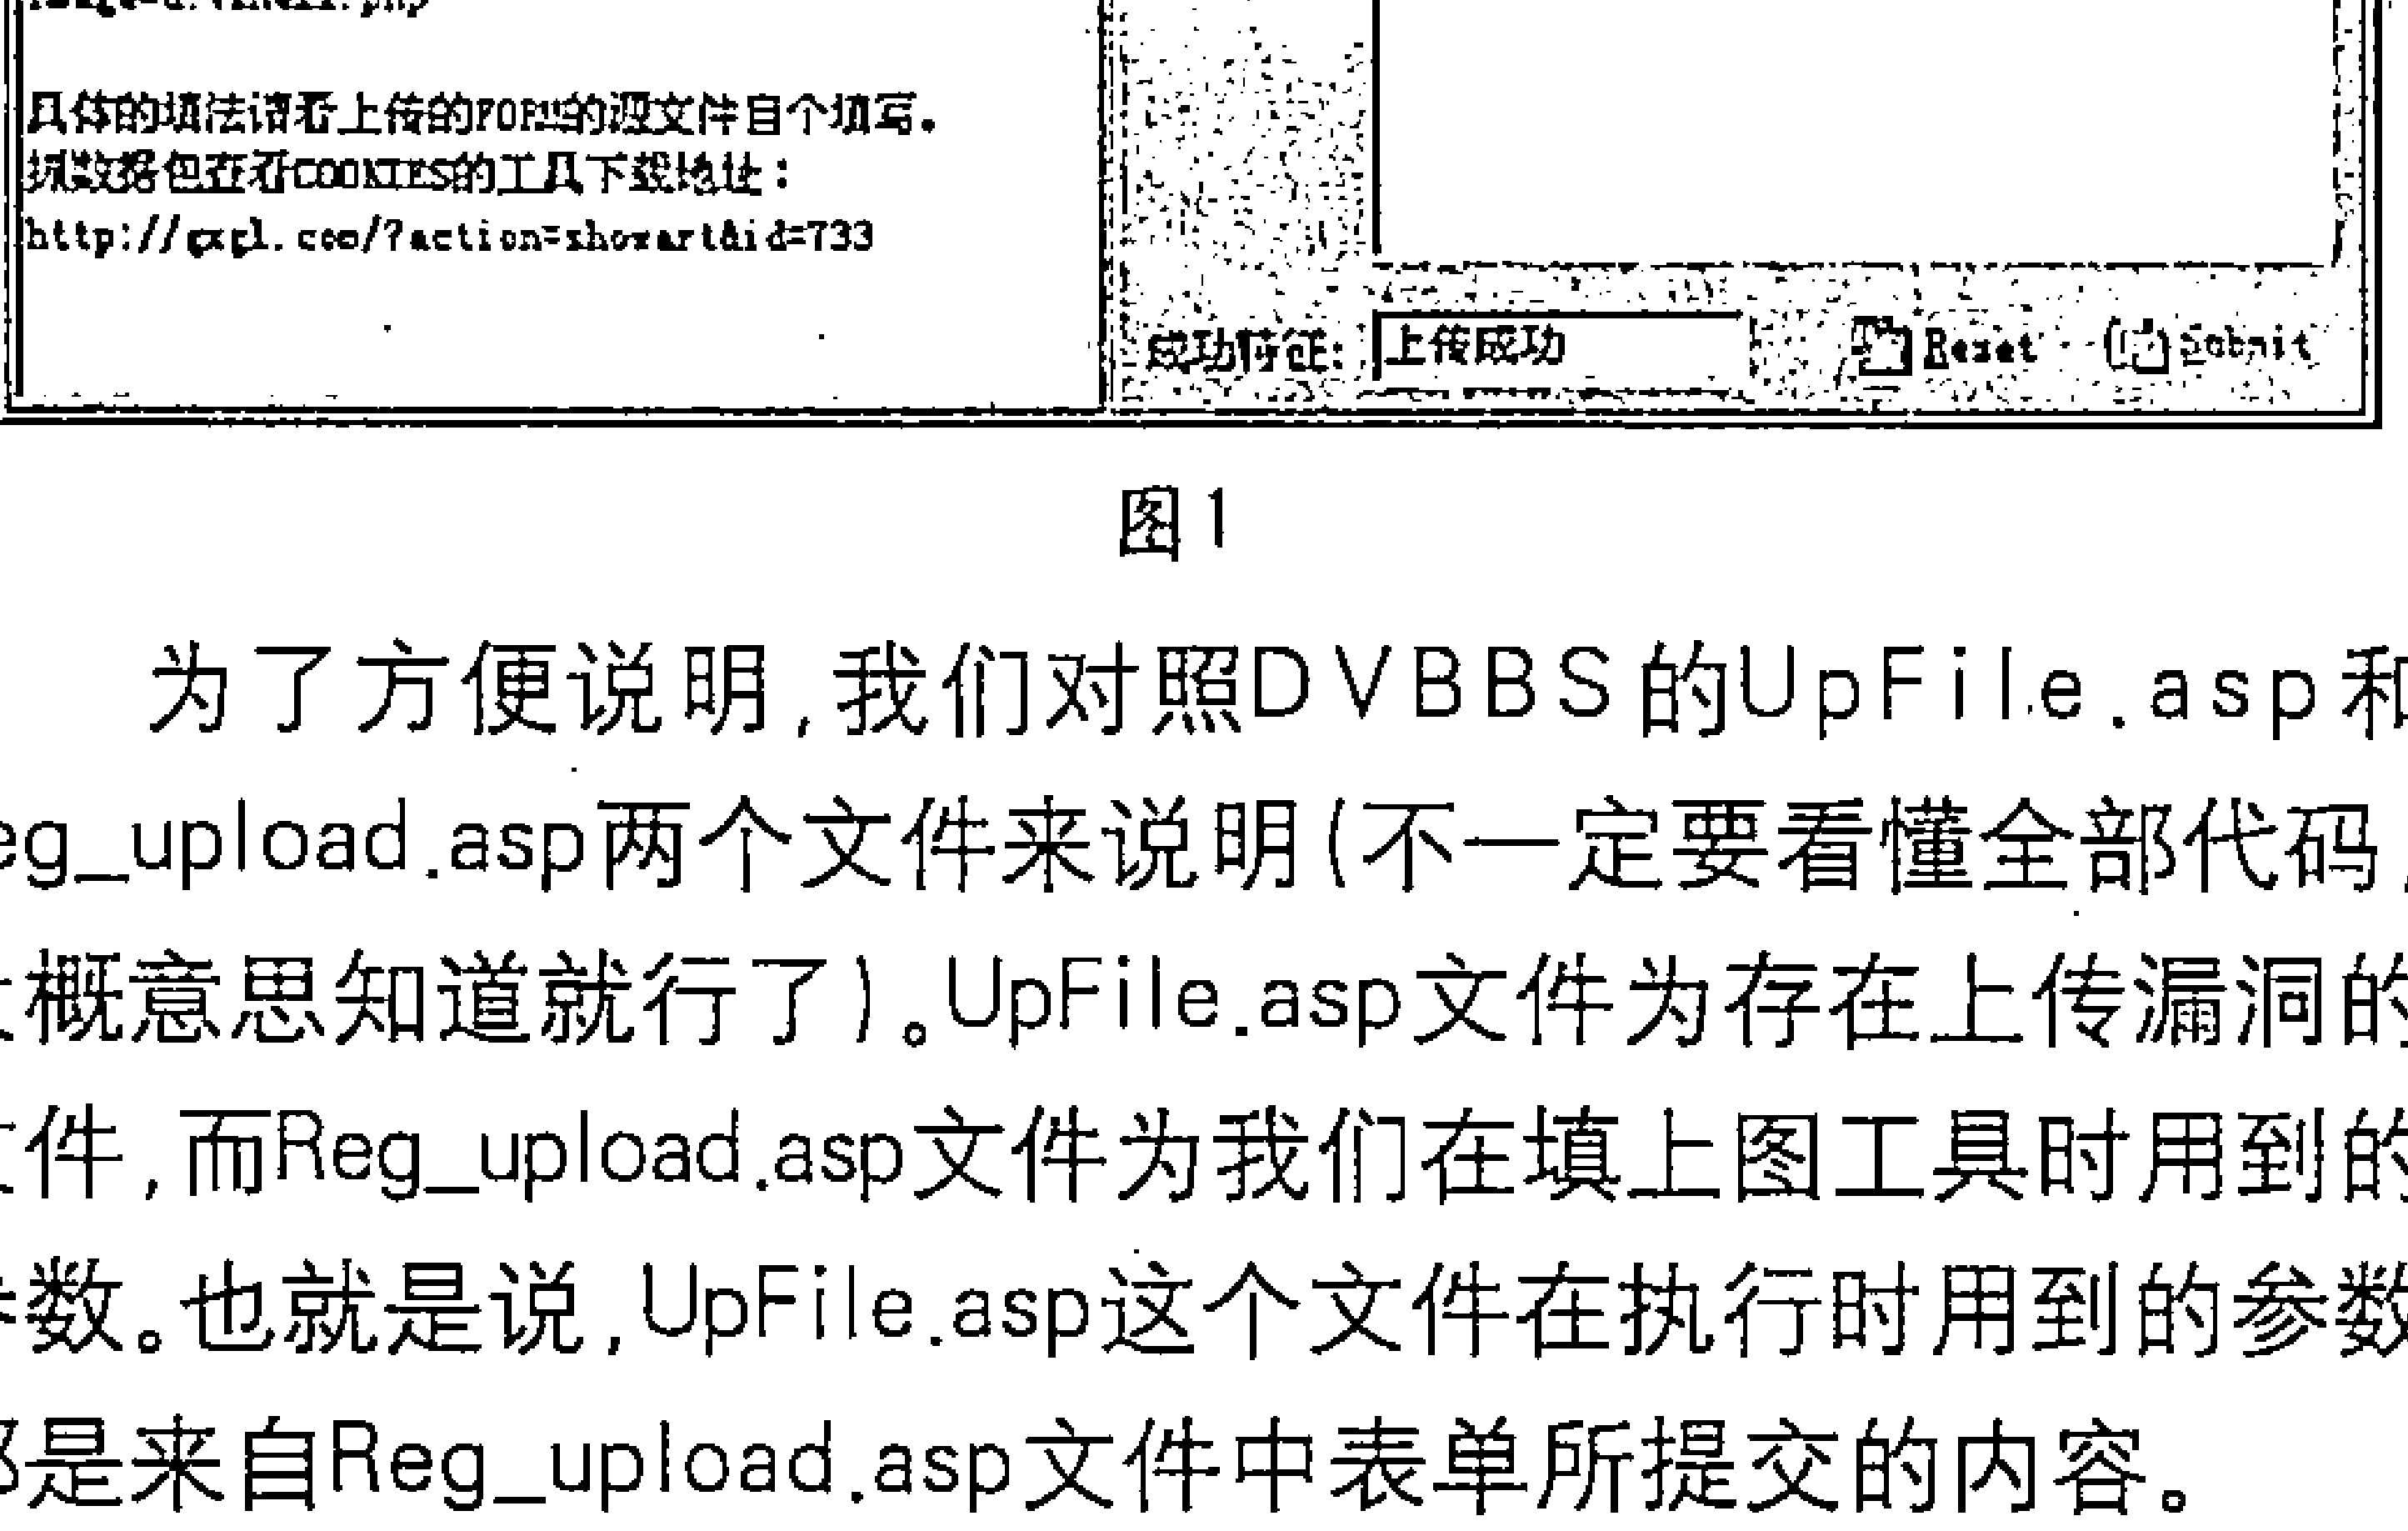 具体的填法请看上传的FORM的源文件自个填写。
抓数据包查看COOKIES的工具下载地址：
http://gxgl.com/?action=showart&id=733
成功特征: 上传成功 Reset Submit
图1
为了方便说明,我们对照DVBBS的UpFile.asp和
eg_upload.asp两个文件来说明(不一定要看懂全部代码,
概意思知道就行了)。UpFile.asp文件为存在上传漏洞的
件,而Reg_upload.asp文件为我们在填上图工具时用到的
数。也就是说,UpFile.asp这个文件在执行时用到的参数
是来自Reg_upload.asp文件中表单所提交的内容。